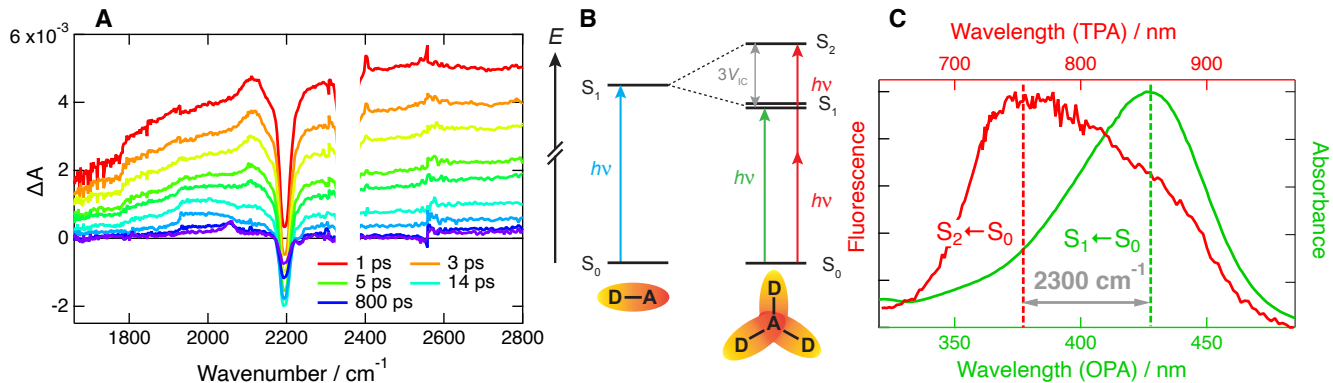 A
6 x10⁻³
4
2
0
-2
ΔA
1 ps
3 ps
5 ps
14 ps
800 ps
1800
2000
2200
2400
2600
2800
Wavenumber / cm⁻¹
B
E
S₁
hν
S₀
D–A
S₂
3V_IC
hν
S₁
hν
hν
S₀
D
A
D
D
C
Wavelength (TPA) / nm
700
800
900
Fluorescence
Absorbance
S₂←S₀
S₁←S₀
2300 cm⁻¹
350
400
450
Wavelength (OPA) / nm